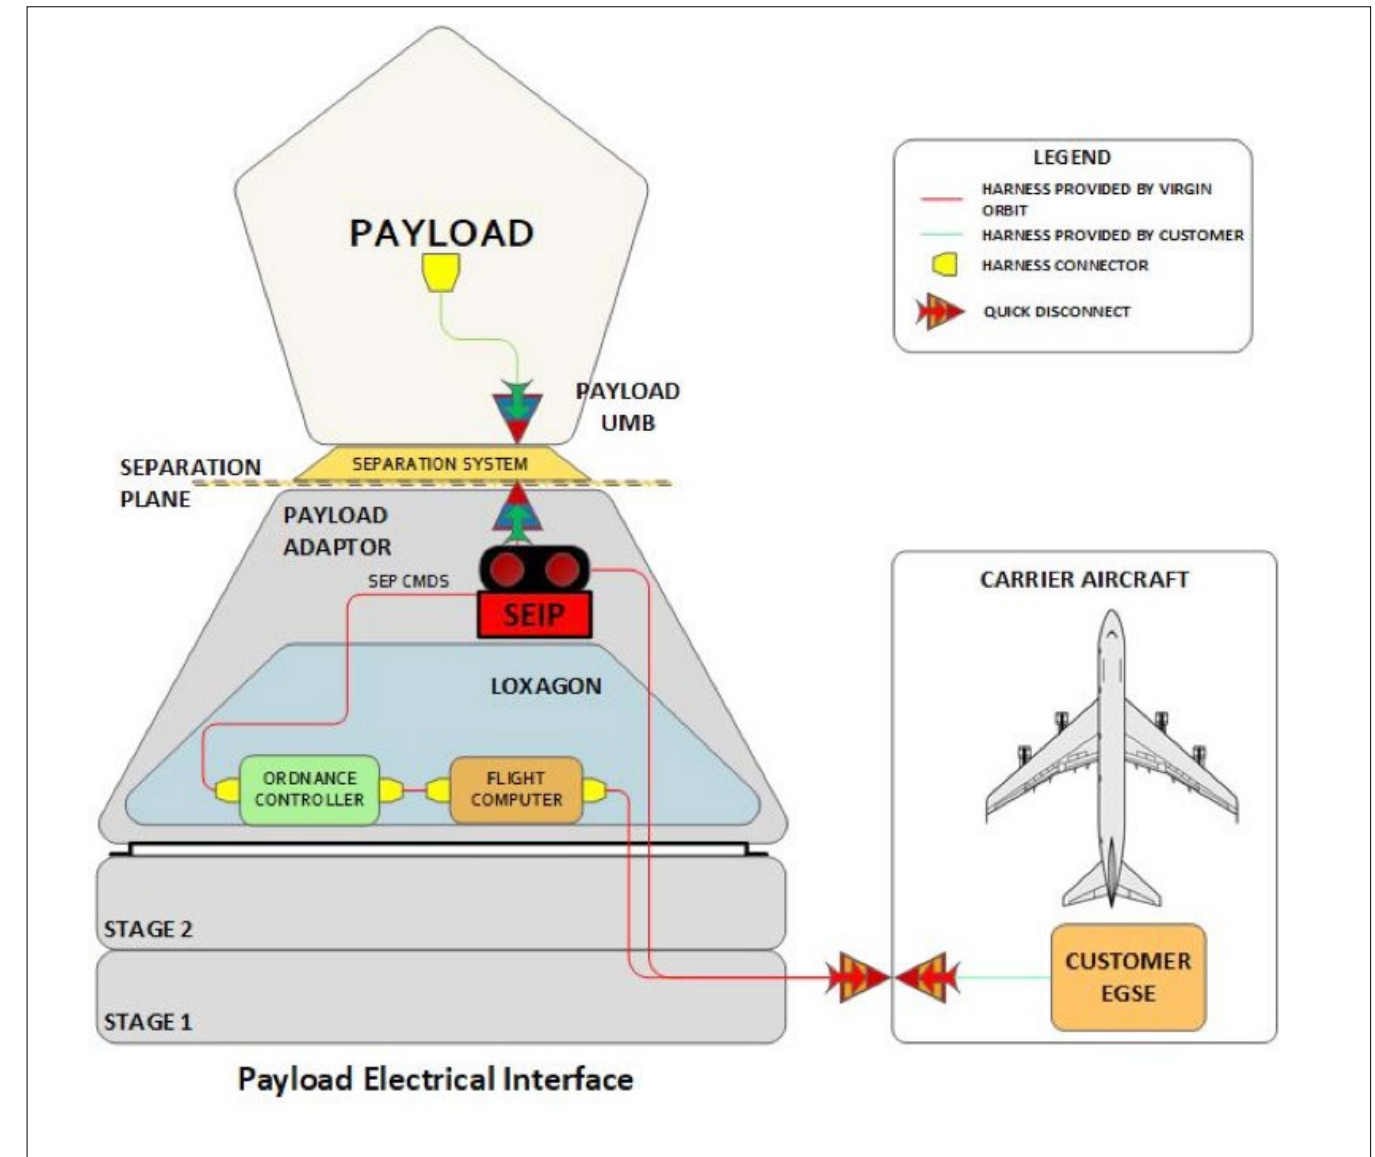 PAYLOAD
PAYLOAD
UMB
SEPARATION SYSTEM
SEPARATION
PLANE
PAYLOAD
ADAPTOR
SEP CMDS
SEIP
LOXAGON
ORDNANCE
CONTROLLER
FLIGHT
COMPUTER
STAGE 2
STAGE 1
Payload Electrical Interface
LEGEND
HARNESS PROVIDED BY VIRGIN
ORBIT
HARNESS PROVIDED BY CUSTOMER
HARNESS CONNECTOR
QUICK DISCONNECT
CARRIER AIRCRAFT
CUSTOMER
EGSE